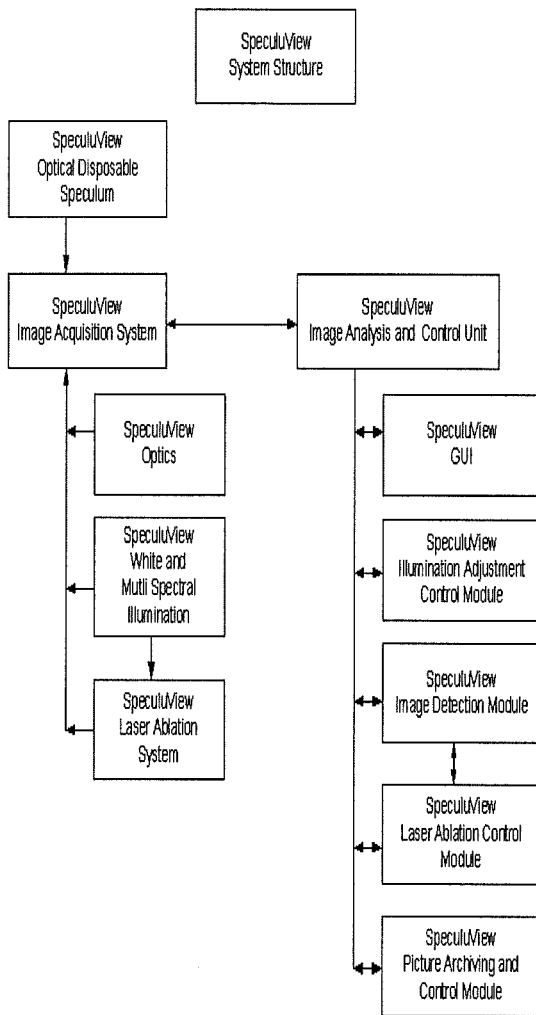 SpeculuView
System Structure
SpeculuView
Optical Disposable
Speculum
SpeculuView
Image Acquisition System
SpeculuView
Image Analysis and Control Unit
SpeculuView
Optics
SpeculuView
White and
Mutli Spectral
Illumination
SpeculuView
Laser Ablation
System
SpeculuView
GUI
SpeculuView
Illumination Adjustment
Control Module
SpeculuView
Image Detection Module
SpeculuView
Laser Ablation Control
Module
SpeculuView
Picture Archiving and
Control Module